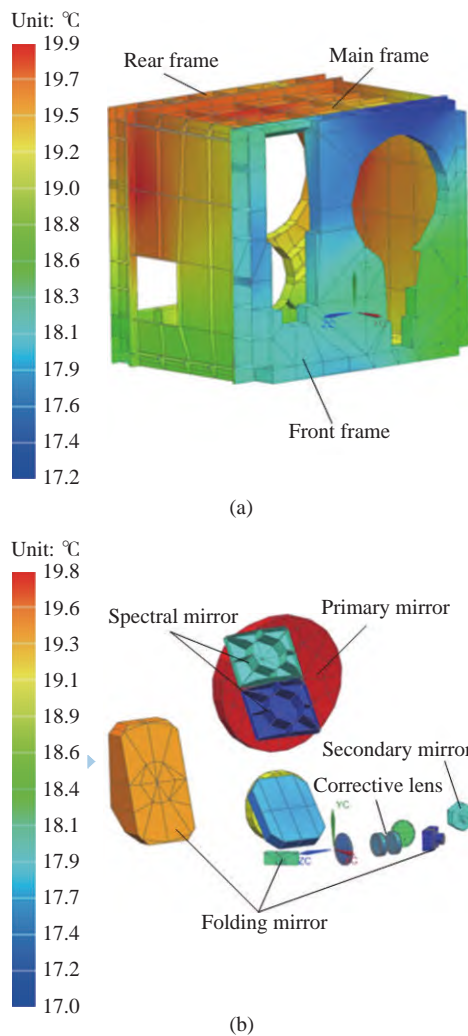 Unit: ℃
19.9
19.7
19.5
19.2
19.0
18.8
18.6
18.3
18.1
17.9
17.6
17.4
17.2
Rear frame
Main frame
Front frame
(a)
Unit: ℃
19.8
19.6
19.3
19.1
18.9
18.6
18.4
18.2
17.9
17.7
17.4
17.2
17.0
Spectral mirror
Primary mirror
Secondary mirror
Corrective lens
YC
ZC
Folding mirror
(b)